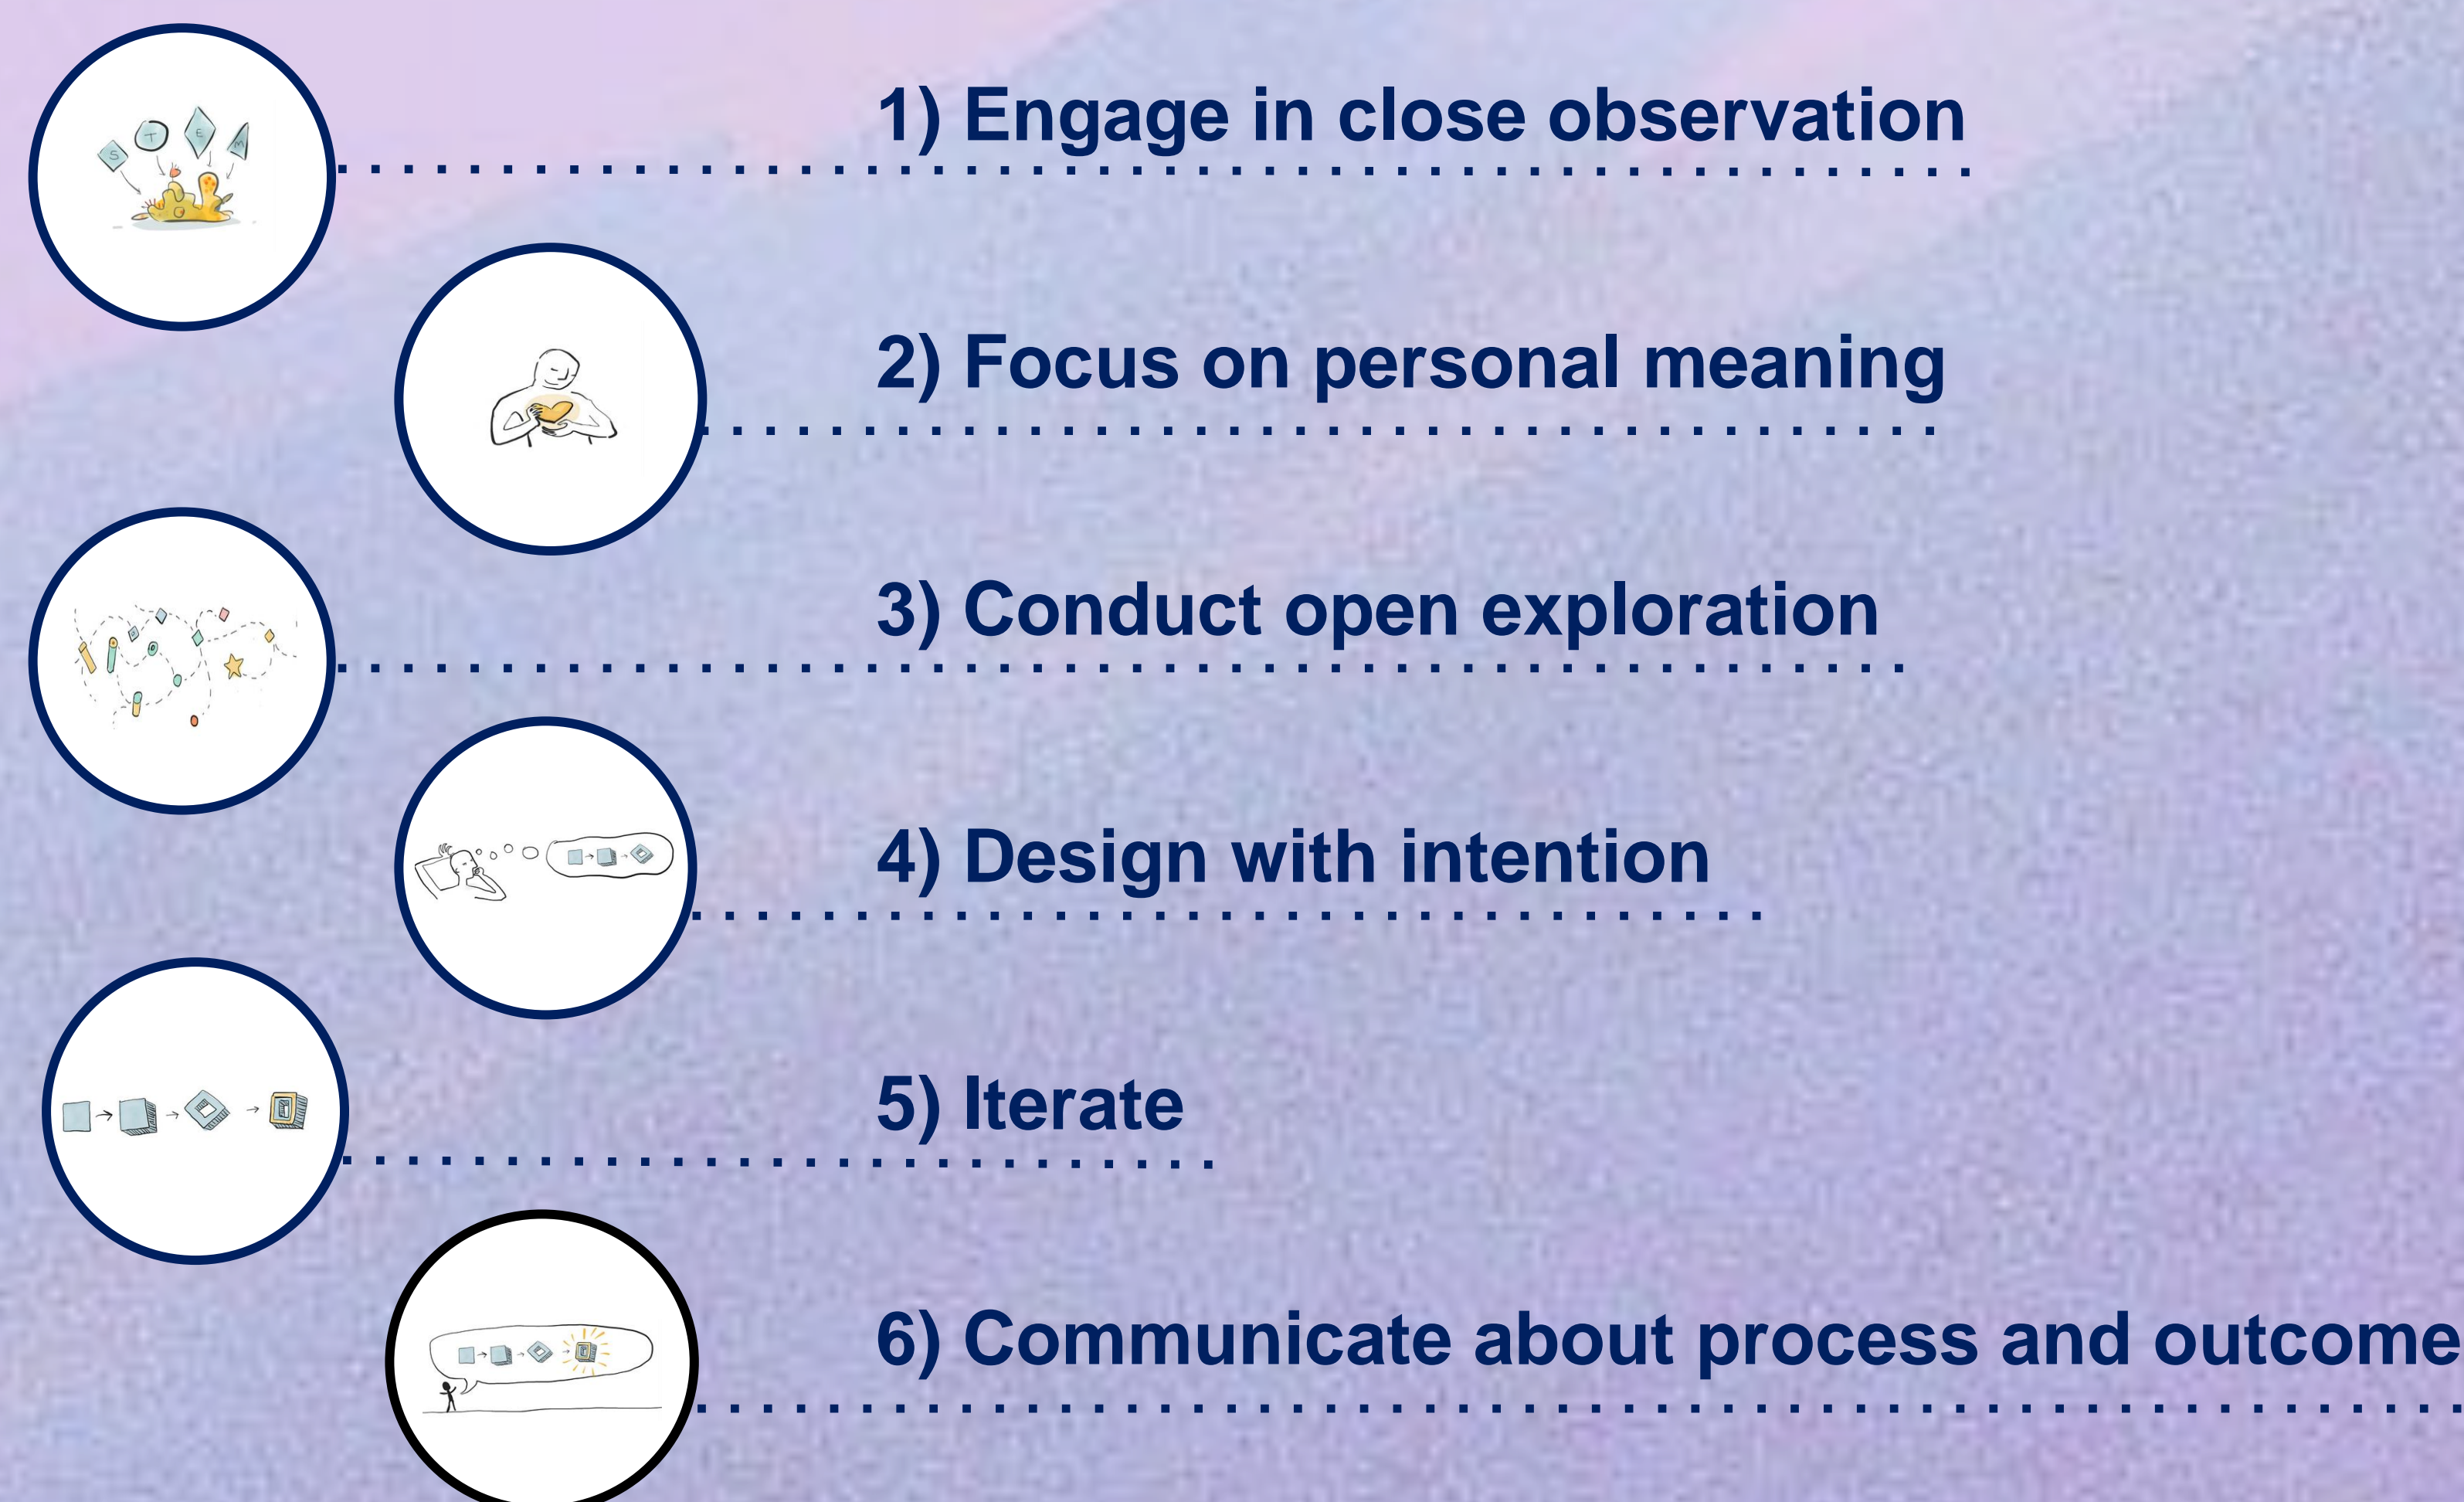 S T E M
1) Engage in close observation
2) Focus on personal meaning
3) Conduct open exploration
4) Design with intention
5) Iterate
6) Communicate about process and outcome